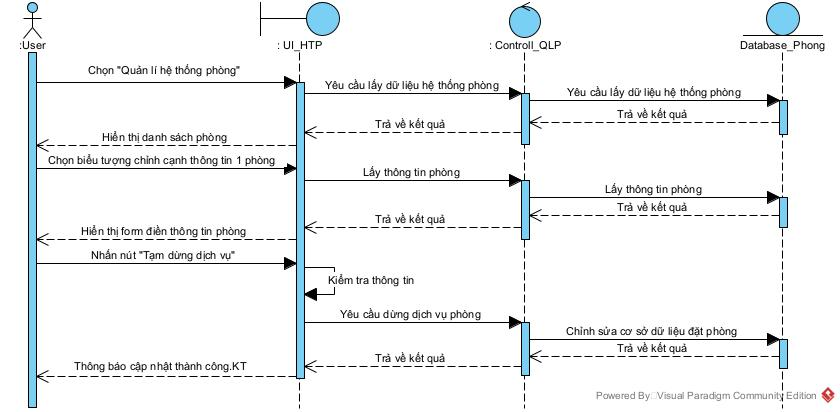 :User
: UI_HTP
: Controll_QLP
Database_Phong
Chọn "Quản lí hệ thống phòng"
Yêu cầu lấy dữ liệu hệ thống phòng
Yêu cầu lấy dữ liệu hệ thống phòng
Trả về kết quả
Trả về kết quả
Hiển thị danh sách phòng
Chọn biểu tượng chỉnh cạnh thông tin 1 phòng
Lấy thông tin phòng
Lấy thông tin phòng
Trả về kết quả
Trả về kết quả
Hiển thị form điền thông tin phòng
Nhấn nút "Tạm dừng dịch vụ"
Kiểm tra thông tin
Yêu cầu dừng dịch vụ phòng
Chỉnh sửa cơ sở dữ liệu đặt phòng
Trả về kết quả
Trả về kết quả
Thông báo cập nhật thành công.KT
Powered By Visual Paradigm Community Edition